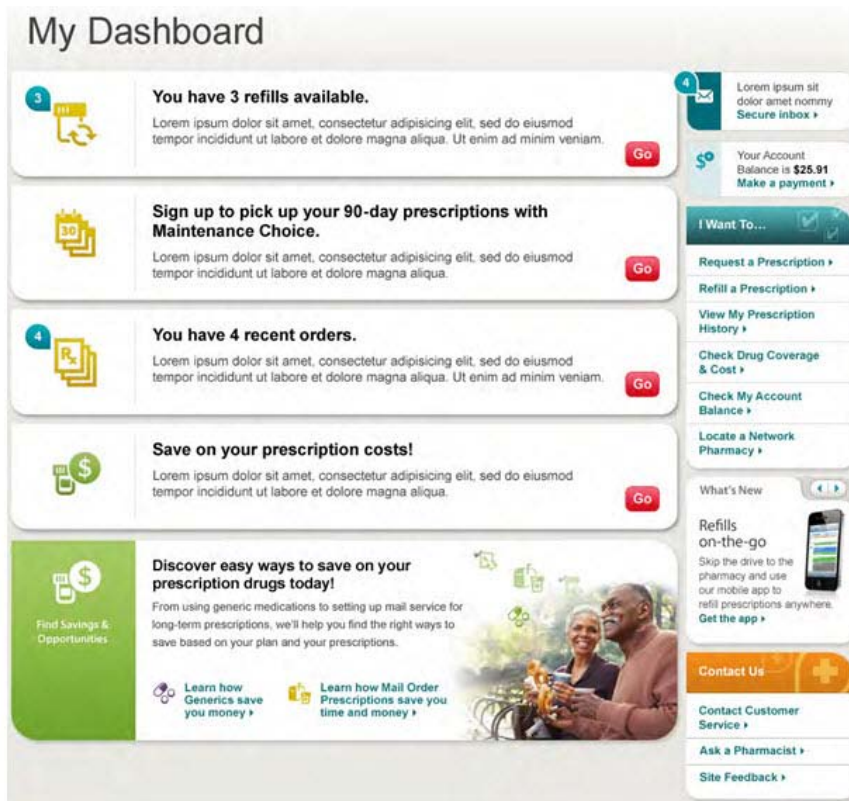 My Dashboard
3
You have 3 refills available.
Lorem ipsum dolor sit amet, consectetur adipisicing elit, sed do eiusmod
tempor incididunt ut labore et dolore magna aliqua. Ut enim ad minim veniam.
Go
30
Sign up to pick up your 90-day prescriptions with
Maintenance Choice.
Lorem ipsum dolor sit amet, consectetur adipisicing elit, sed do eiusmod
tempor incididunt ut labore et dolore magna aliqua.
Go
4
Rx
You have 4 recent orders.
Lorem ipsum dolor sit amet, consectetur adipisicing elit, sed do eiusmod
tempor incididunt ut labore et dolore magna aliqua. Ut enim ad minim veniam.
Go
$
Save on your prescription costs!
Lorem ipsum dolor sit amet, consectetur adipisicing elit, sed do eiusmod
tempor incididunt ut labore et dolore magna aliqua.
Go
$
Find Savings &
Opportunities
Discover easy ways to save on your
prescription drugs today!
From using generic medications to setting up mail service for
long-term prescriptions, we'll help you find the right ways to
save based on your plan and your prescriptions.
Learn how
Generics save
you money
Learn how Mail Order
Prescriptions save you
time and money
4
Lorem ipsum sit
dolor amet nommy
Secure inbox
$
Your Account
Balance is $25.91
Make a payment
I Want To...
Request a Prescription
Refill a Prescription
View My Prescription
History
Check Drug Coverage
& Cost
Check My Account
Balance
Locate a Network
Pharmacy
What's New
Refills
on-the-go
Skip the drive to the
pharmacy and use
our mobile app to
refill prescriptions anywhere.
Get the app
Contact Us
Contact Customer
Service
Ask a Pharmacist
Site Feedback